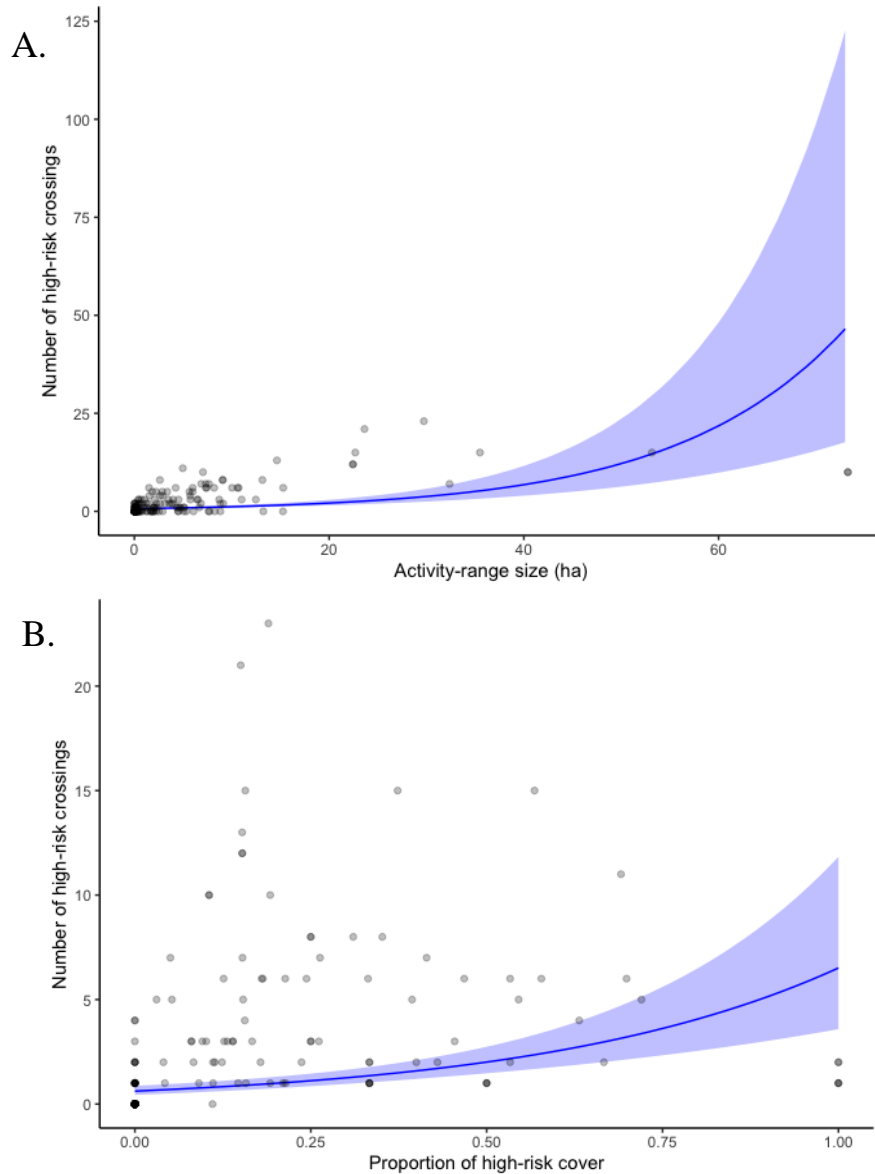 A.
125
100
75
50
25
0
Number of high-risk crossings
0 20 40 60
Activity-range size (ha)
B.
20
15
10
5
0
Number of high-risk crossings
0.00 0.25 0.50 0.75 1.00
Proportion of high-risk cover